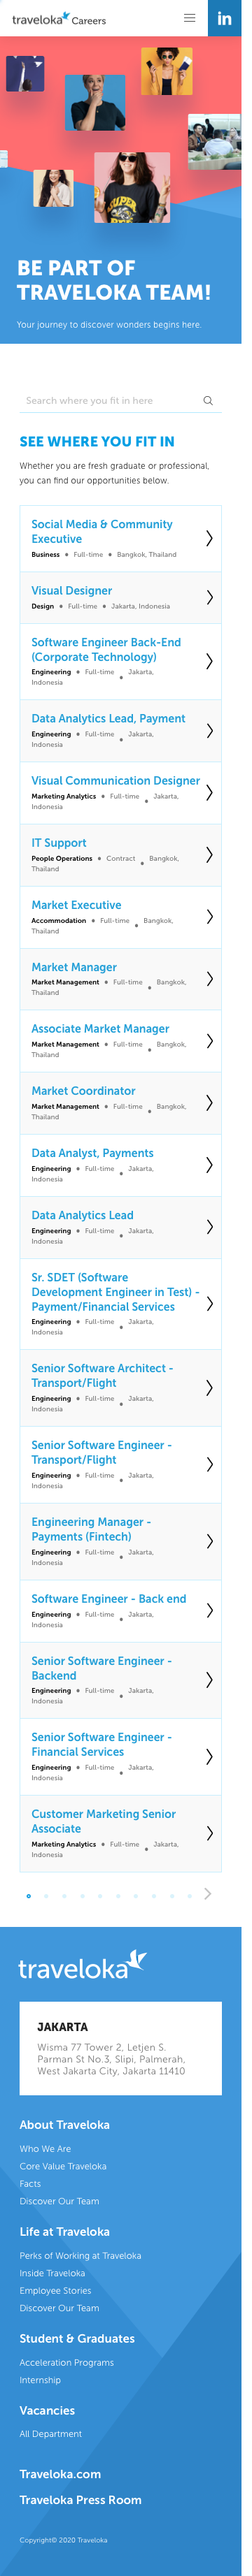 traveloka Careers
in
SUPER
BE PART OF
TRAVELOKA TEAM!
Your journey to discover wonders begins here.
Search where you fit in here
SEE WHERE YOU FIT IN
Whether you are fresh graduate or professional,
you can find our opportunities below.
Social Media & Community
Executive
Business • Full-time • Bangkok, Thailand
Visual Designer
Design • Full-time • Jakarta, Indonesia
Software Engineer Back-End
(Corporate Technology)
Engineering • Full-time • Jakarta,
Indonesia
Data Analytics Lead, Payment
Engineering • Full-time • Jakarta,
Indonesia
Visual Communication Designer
Marketing Analytics • Full-time • Jakarta,
Indonesia
IT Support
People Operations • Contract • Bangkok,
Thailand
Market Executive
Accommodation • Full-time • Bangkok,
Thailand
Market Manager
Market Management • Full-time • Bangkok,
Thailand
Associate Market Manager
Market Management • Full-time • Bangkok,
Thailand
Market Coordinator
Market Management • Full-time • Bangkok,
Thailand
Data Analyst, Payments
Engineering • Full-time • Jakarta,
Indonesia
Data Analytics Lead
Engineering • Full-time • Jakarta,
Indonesia
Sr. SDET (Software
Development Engineer in Test) -
Payment/Financial Services
Engineering • Full-time • Jakarta,
Indonesia
Senior Software Architect -
Transport/Flight
Engineering • Full-time • Jakarta,
Indonesia
Senior Software Engineer -
Transport/Flight
Engineering • Full-time • Jakarta,
Indonesia
Engineering Manager -
Payments (Fintech)
Engineering • Full-time • Jakarta,
Indonesia
Software Engineer - Back end
Engineering • Full-time • Jakarta,
Indonesia
Senior Software Engineer -
Backend
Engineering • Full-time • Jakarta,
Indonesia
Senior Software Engineer -
Financial Services
Engineering • Full-time • Jakarta,
Indonesia
Customer Marketing Senior
Associate
Marketing Analytics • Full-time • Jakarta,
Indonesia
traveloka
JAKARTA
Wisma 77 Tower 2, Letjen S.
Parman St No.3, Slipi, Palmerah,
West Jakarta City, Jakarta 11410
About Traveloka
Who We Are
Core Value Traveloka
Facts
Discover Our Team
Life at Traveloka
Perks of Working at Traveloka
Inside Traveloka
Employee Stories
Discover Our Team
Student & Graduates
Acceleration Programs
Internship
Vacancies
All Department
Traveloka.com
Traveloka Press Room
Copyright© 2020 Traveloka